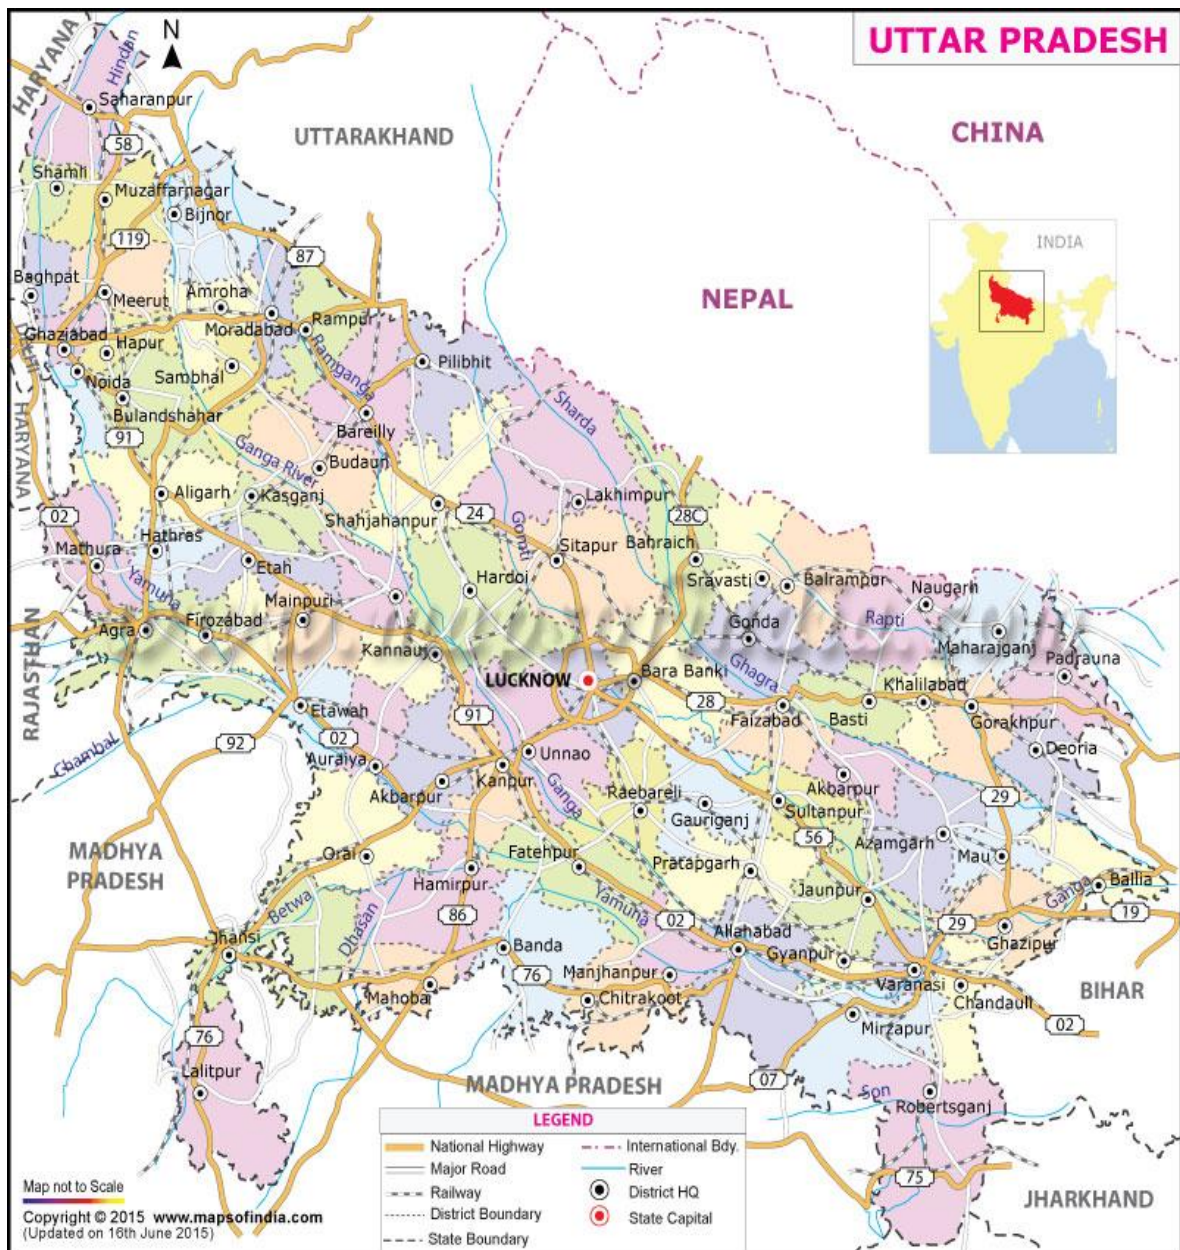 UTTAR PRADESH
N
HARYANA
Hindan
Saharanpur
UTTARAKHAND
CHINA
58
Shamli
Muzaffarnagar
Bijnor
119
87
INDIA
Baghpat
Meerut
Amroha
NEPAL
Moradabad
Rampur
Ghaziabad
DELHI
Hapur
Ramganga
Pilibhit
Noida
Sambhal
Bulandshahar
Sharda
HARYANA
91
Bareilly
Ganga River
Budaun
Aligarh
Kasganj
Lakhimpur
02
Shahjahanpur
24
28C
Gomti
Mathura
Hathras
Sitapur
Bahraich
Etah
Hardoi
Sravasti
Balrampur
Naugarh
Yamuna
Mainpuri
Rapti
Agra
Firozabad
Gonda
Maharajganj
RAJASTHAN
Kannauj
Ghagra
Padrauna
LUCKNOW
Bara Banki
Khalilabad
Etawah
91
28
Faizabad
Basti
Gorakhpur
Chambal
92
02
Unnao
Deoria
Auraiya
Kanpur
Akbarpur
Ganga
Raebareli
Akbarpur
Gauriganj
Sultanpur
29
56
MADHYA
PRADESH
Orai
Fatehpur
Pratapgarh
Azamgarh
Mau
Hamirpur
Jaunpur
Ballia
Betwa
Dhasan
86
Yamuna
02
Ganga
29
19
Jhansi
Banda
Allahabad
Gyanpur
Ghazipur
76
Manjhanpur
Varanasi
Mahoba
Chitrakoot
Chandauli
BIHAR
Mirzapur
02
76
Lalitpur
MADHYA PRADESH
07
Son
Robertsganj
75
JHARKHAND
LEGEND
National Highway
International Bdy.
Major Road
River
Railway
District HQ
District Boundary
State Capital
State Boundary
Map not to Scale
Copyright © 2015 www.mapsofindia.com
(Updated on 16th June 2015)